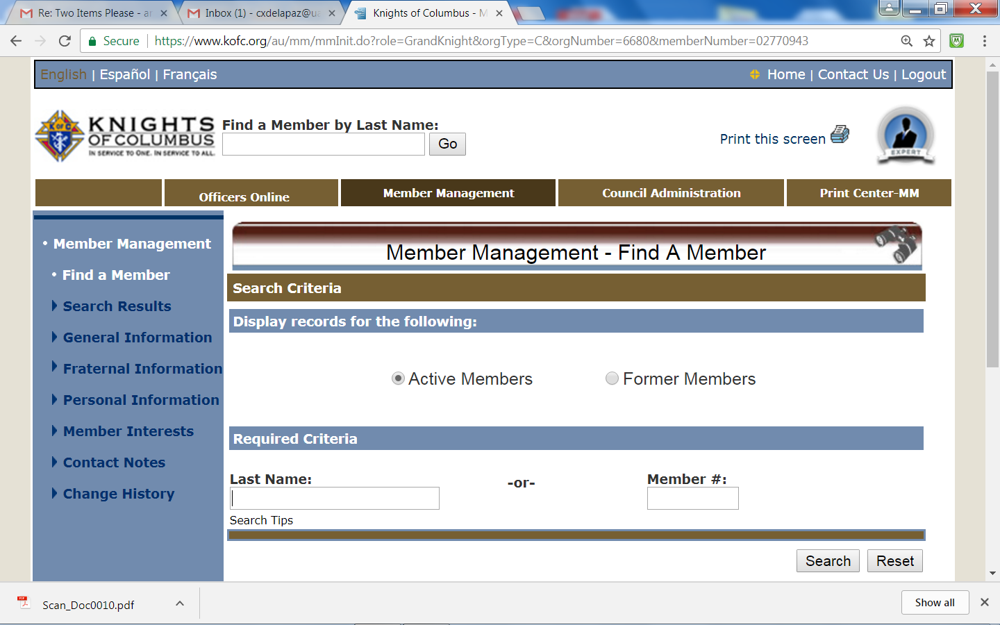 Re: Two Items Please - a
Inbox (1) - cxdelapaz@u
Knights of Columbus - M
Secure
https://www.kofc.org/au/mm/mmInit.do?role=GrandKnight&orgType=C&orgNumber=6680&memberNumber=02770943
English | Español | Français
Home | Contact Us | Logout
KNIGHTS
OF COLUMBUS
IN SERVICE TO ONE. IN SERVICE TO ALL.
Find a Member by Last Name:
Go
Print this screen
EXPERT
Officers Online
Member Management
Council Administration
Print Center-MM
• Member Management
• Find a Member
Search Results
General Information
Fraternal Information
Personal Information
Member Interests
Contact Notes
Change History
Member Management - Find A Member
Search Criteria
Display records for the following:
Active Members
Former Members
Required Criteria
Last Name:
-or-
Member #:
Search Tips
Search
Reset
Scan_Doc0010.pdf
Show all